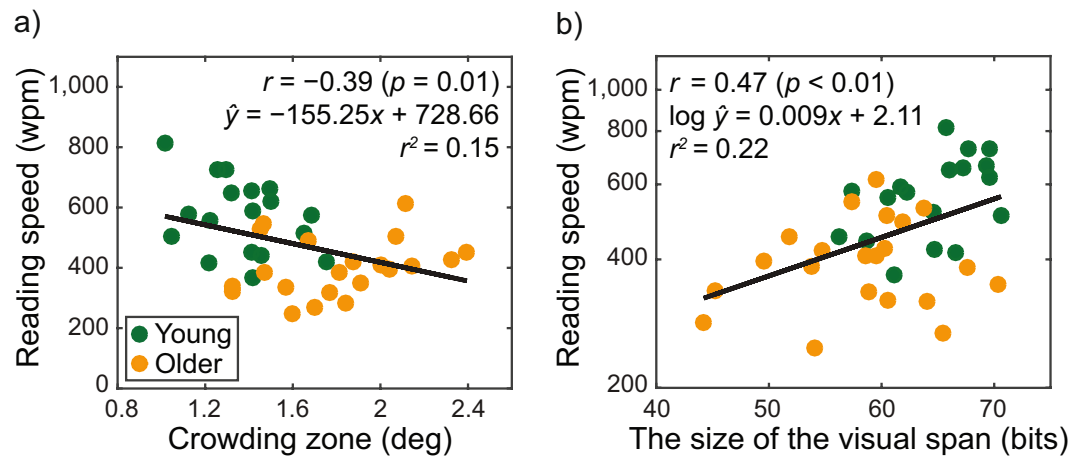 a)
r = −0.39 (p = 0.01)
ŷ = −155.25x + 728.66
r² = 0.15
Reading speed (wpm)
1,000
800
600
400
200
0
Young
Older
0.8 1.2 1.6 2 2.4
Crowding zone (deg)
b)
r = 0.47 (p < 0.01)
log ŷ = 0.009x + 2.11
r² = 0.22
Reading speed (wpm)
1,000
800
600
400
200
40 50 60 70
The size of the visual span (bits)